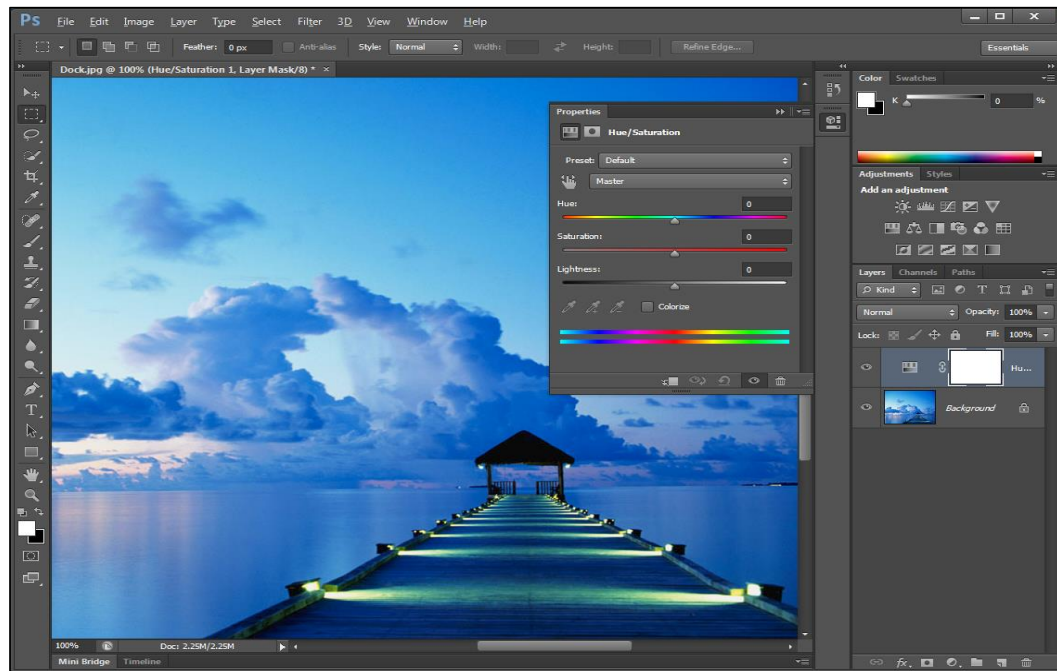 Ps File Edit Image Layer Type Select Filter 3D View Window Help
Feather: 0 px Anti-alias Style: Normal Width: Height: Refine Edge... Essentials
Dock.jpg @ 100% (Hue/Saturation 1, Layer Mask/8) * ×
Properties
Hue/Saturation
Preset: Default
Master
Hue: 0
Saturation: 0
Lightness: 0
Colorize
Color Swatches
K 0 %
Adjustments Styles
Add an adjustment
Layers Channels Paths
Kind T
Normal Opacity: 100%
Lock: Fill: 100%
Hu...
Background
T
100% Doc: 2.25M/2.25M
Mini Bridge Timeline
fx.